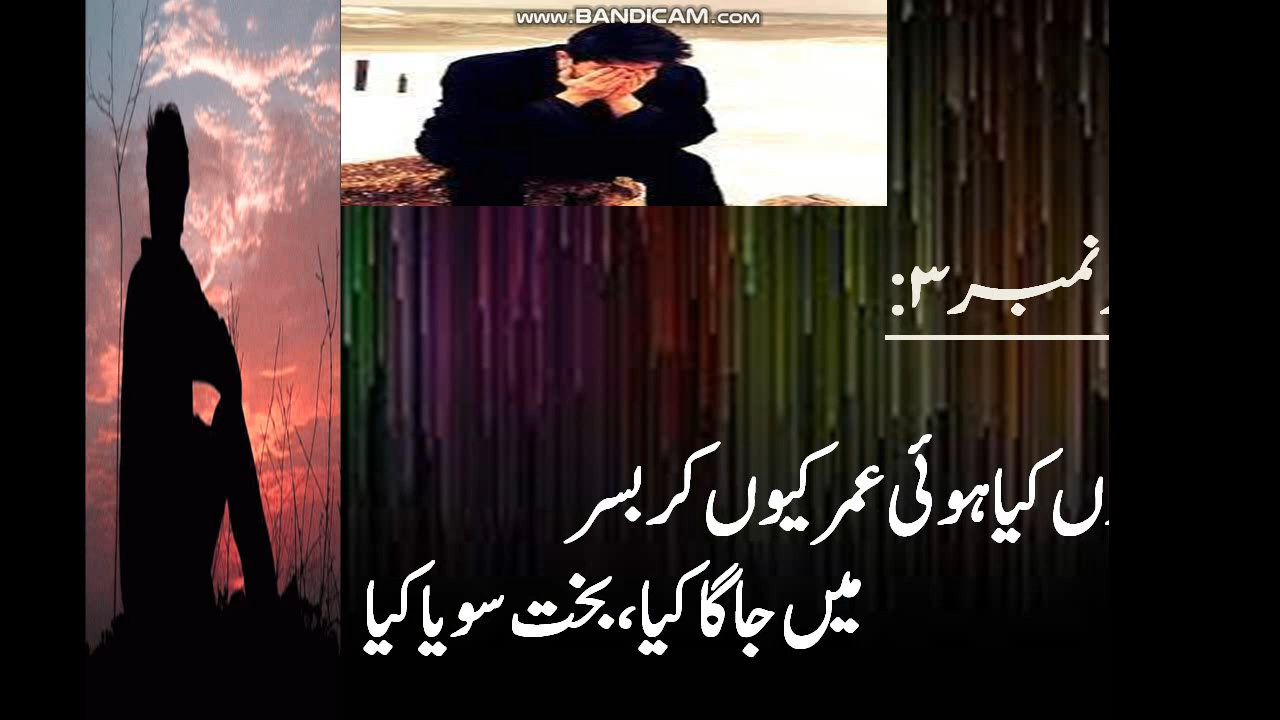 www.BANDICAM.com
نمبر ۳:
کیا ہوئی عمر کیوں کر بسر
میں جاگا کیا، بخت سویا کیا